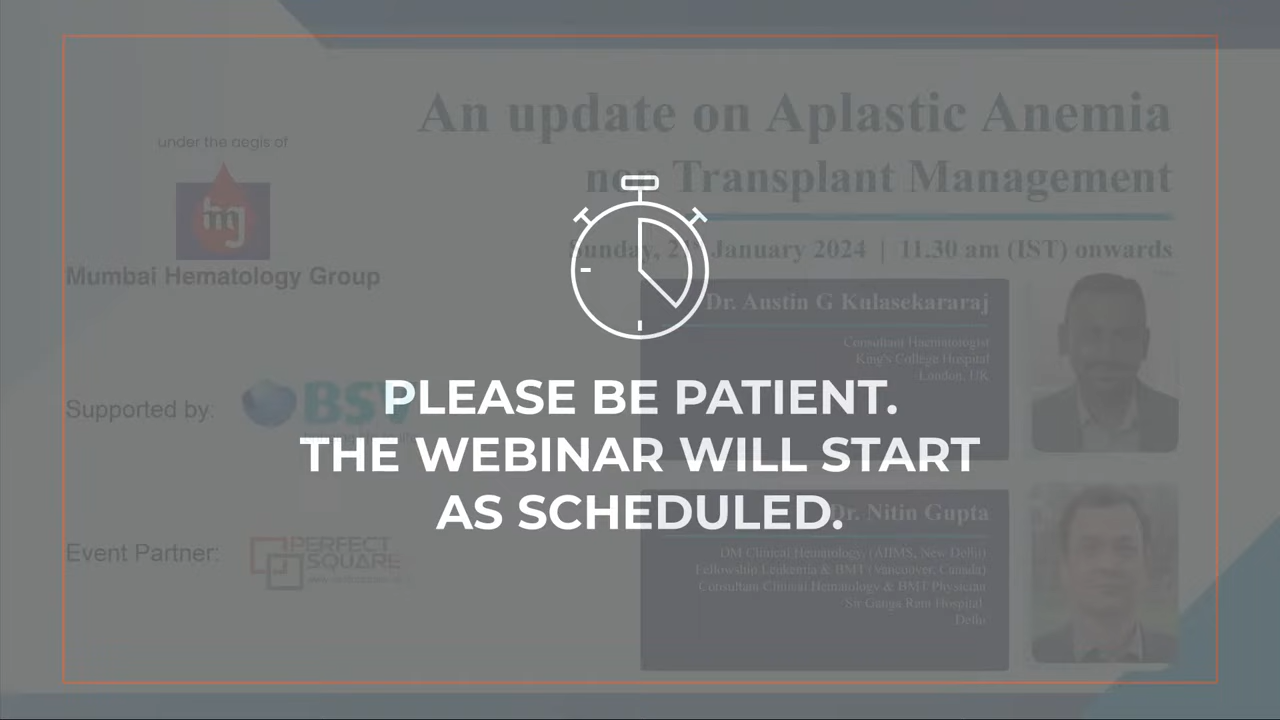 An update on Aplastic Anemia
non Transplant Management
under the aegis of
Mumbai Hematology Group
Sunday, January 2024 | 11.30 am (IST) onwards
Dr. Austin G Kulasekararaj
Consultant Haematologist
King's College Hospital
London, UK
Supported by:
BSV
PLEASE BE PATIENT.
THE WEBINAR WILL START
AS SCHEDULED.
Dr. Nitin Gupta
DM Clinical Hematology, (AIIMS, New Delhi)
Fellowship Leukemia & BMT (Vancouver, Canada)
Consultant Clinical Hematology & BMT Physician
Sir Ganga Ram Hospital
Delhi
Event Partner:
PERFECT
SQUARE